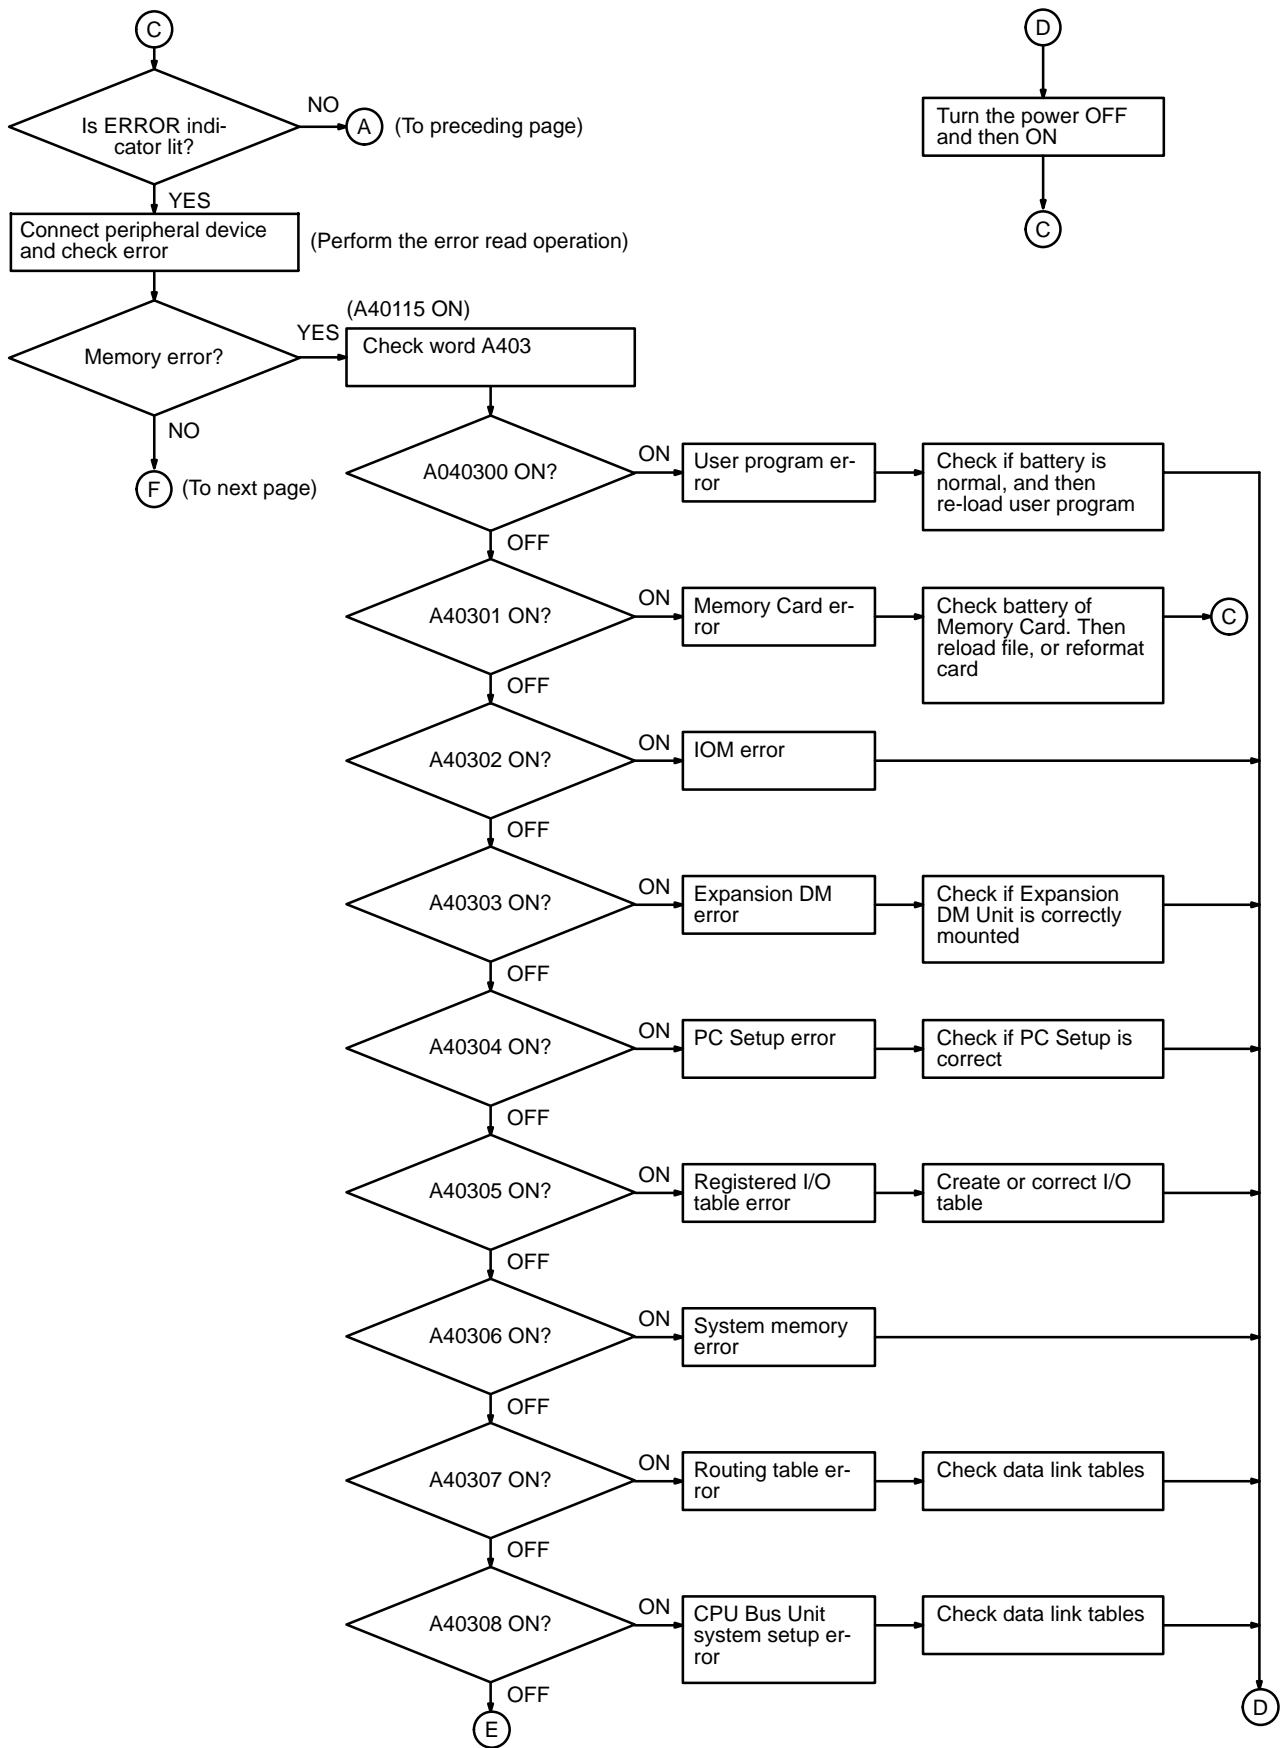 C
D
Is ERROR indi-
cator lit?
NO
A
(To preceding page)
Turn the power OFF
and then ON
C
YES
Connect peripheral device
and check error
(Perform the error read operation)
Memory error?
YES
(A40115 ON)
Check word A403
NO
F
(To next page)
A040300 ON?
ON
User program er-
ror
Check if battery is
normal, and then
re-load user program
OFF
A40301 ON?
ON
Memory Card er-
ror
Check battery of
Memory Card. Then
reload file, or reformat
card
C
OFF
A40302 ON?
ON
IOM error
OFF
A40303 ON?
ON
Expansion DM
error
Check if Expansion
DM Unit is correctly
mounted
OFF
A40304 ON?
ON
PC Setup error
Check if PC Setup is
correct
OFF
A40305 ON?
ON
Registered I/O
table error
Create or correct I/O
table
OFF
A40306 ON?
ON
System memory
error
OFF
A40307 ON?
ON
Routing table er-
ror
Check data link tables
OFF
A40308 ON?
ON
CPU Bus Unit
system setup er-
ror
Check data link tables
OFF
E
D